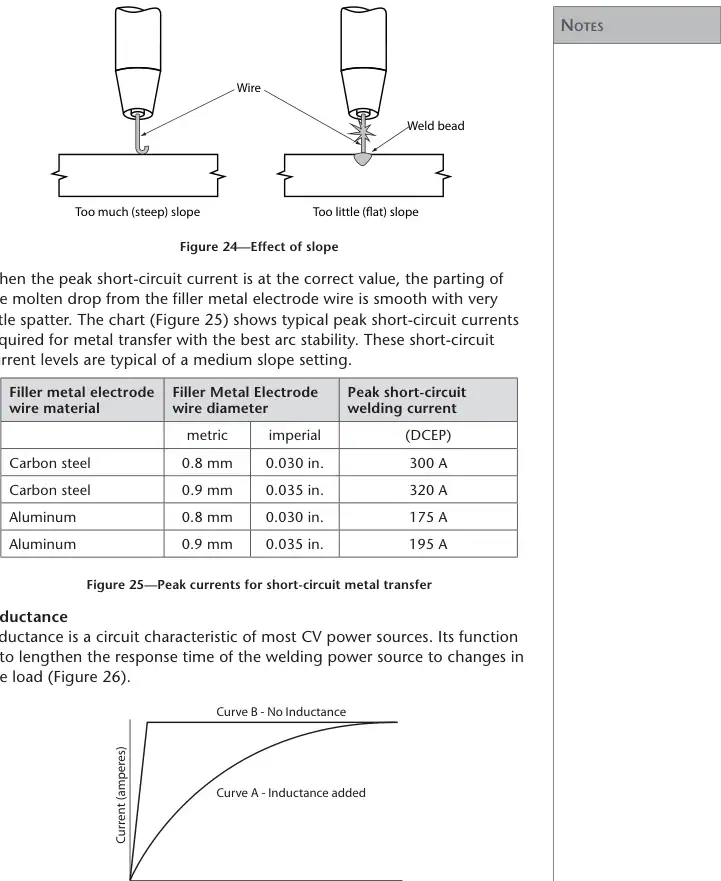 NOTES
Wire
Weld bead
Too much (steep) slope
Too little (flat) slope
Figure 24—Effect of slope
hen the peak short-circuit current is at the correct value, the parting of
e molten drop from the filler metal electrode wire is smooth with very
tle spatter. The chart (Figure 25) shows typical peak short-circuit currents
quired for metal transfer with the best arc stability. These short-circuit
urrent levels are typical of a medium slope setting.
Filler metal electrode wire material
Filler Metal Electrode wire diameter
Peak short-circuit welding current
metric imperial (DCEP)
Carbon steel 0.8 mm 0.030 in. 300 A
Carbon steel 0.9 mm 0.035 in. 320 A
Aluminum 0.8 mm 0.030 in. 175 A
Aluminum 0.9 mm 0.035 in. 195 A
Figure 25—Peak currents for short-circuit metal transfer
ductance
ductance is a circuit characteristic of most CV power sources. Its function
to lengthen the response time of the welding power source to changes in
e load (Figure 26).
Curve B - No Inductance
Curve A - Inductance added
Current (amperes)